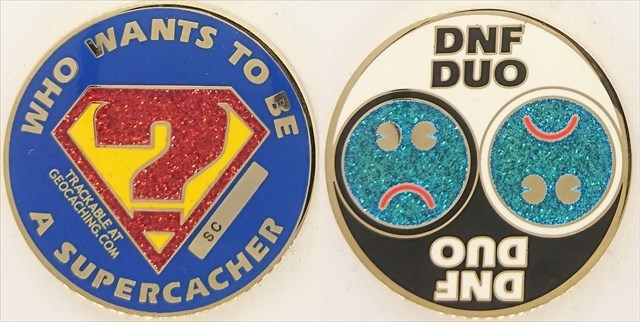 WHO WANTS TO BE
?
TRACKABLE AT
GEOCACHING.COM
SC
A SUPERCACHER
DNF
DUO
DNF
DUO